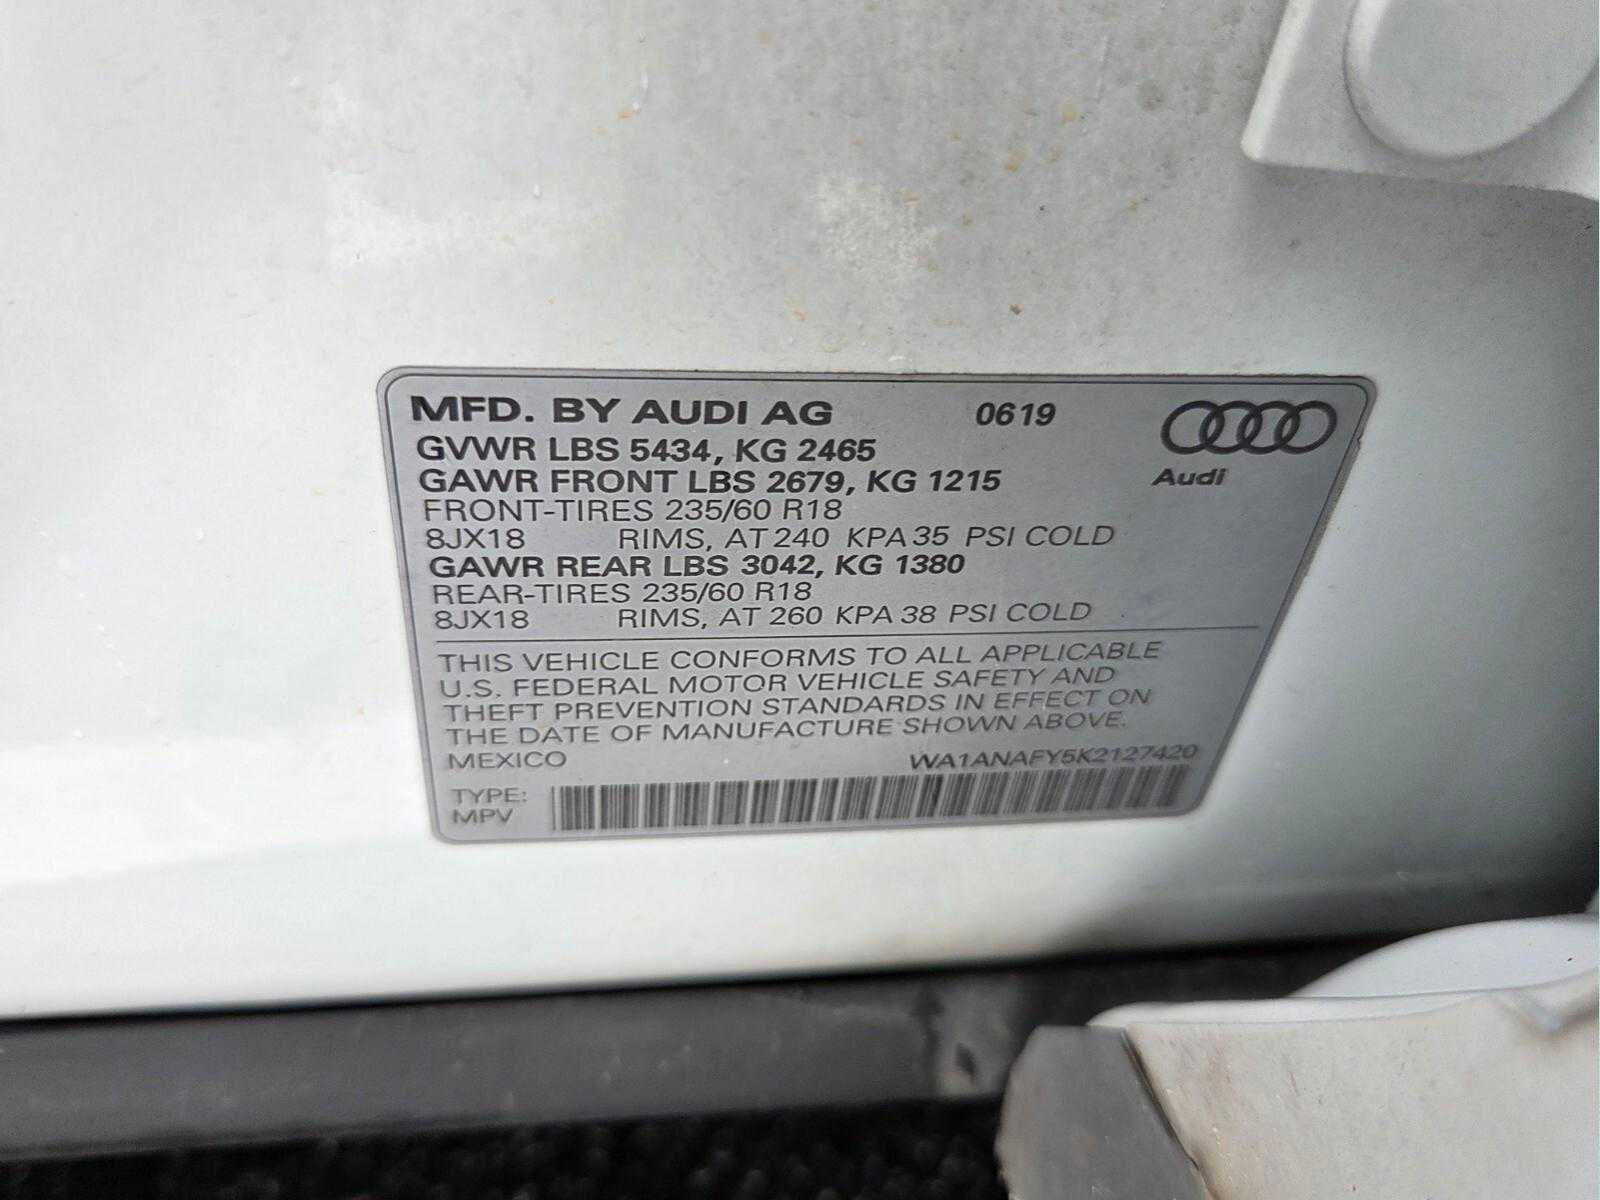 MFD. BY AUDI AG 0619
Audi
GVWR LBS 5434, KG 2465
GAWR FRONT LBS 2679, KG 1215
FRONT-TIRES 235/60 R18
8JX18 RIMS, AT 240 KPA 35 PSI COLD
GAWR REAR LBS 3042, KG 1380
REAR-TIRES 235/60 R18
8JX18 RIMS, AT 260 KPA 38 PSI COLD
THIS VEHICLE CONFORMS TO ALL APPLICABLE
U.S. FEDERAL MOTOR VEHICLE SAFETY AND
THEFT PREVENTION STANDARDS IN EFFECT ON
THE DATE OF MANUFACTURE SHOWN ABOVE.
MEXICO WA1ANAFY5K2127420
TYPE:
MPV